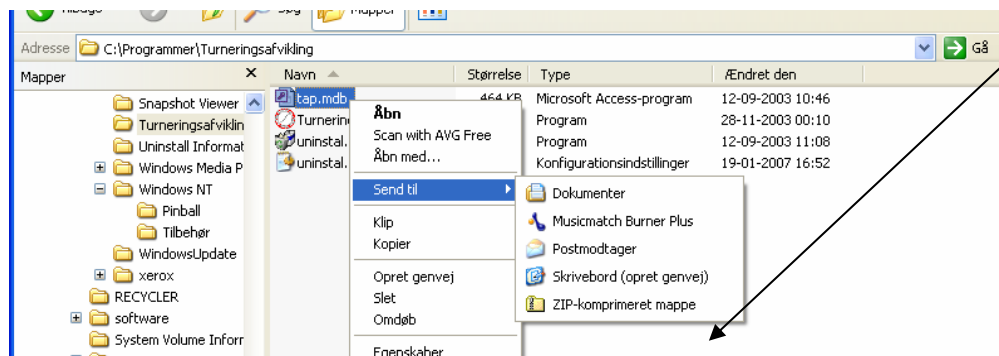 Tilbage Søg Mapper
Adresse C:\Programmer\Turneringsafvikling Gå
Mapper × Navn Størrelse Type Ændret den
Snapshot Viewer
Turneringsafviklin
Uninstall Informat
Windows Media P
Windows NT
Pinball
Tilbehør
WindowsUpdate
xerox
RECYCLER
software
System Volume Inforr
tap.mdb 464 KB Microsoft Access-program 12-09-2003 10:46
Turnerin Program 28-11-2003 00:10
uninstal. Program 12-09-2003 11:08
uninstal. Konfigurationsindstillinger 19-01-2007 16:52
Åbn
Scan with AVG Free
Åbn med...
Send til
Klip
Kopier
Opret genvej
Slet
Omdøb
Egenskaber
Dokumenter
Musicmatch Burner Plus
Postmodtager
Skrivebord (opret genvej)
ZIP-komprimeret mappe